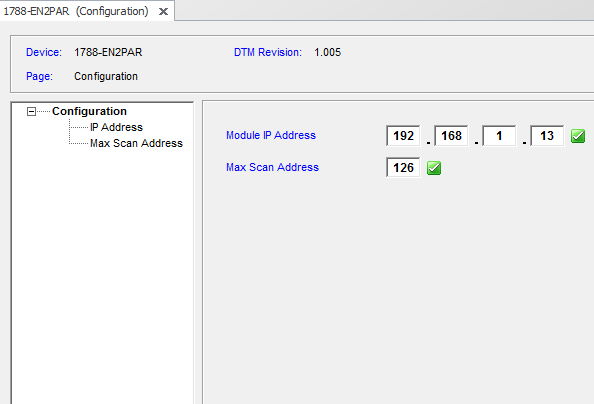 1788-EN2PAR (Configuration)
Device: 1788-EN2PAR DTM Revision: 1.005
Page: Configuration
Configuration
IP Address
Max Scan Address
Module IP Address 192 . 168 . 1 . 13
Max Scan Address 126